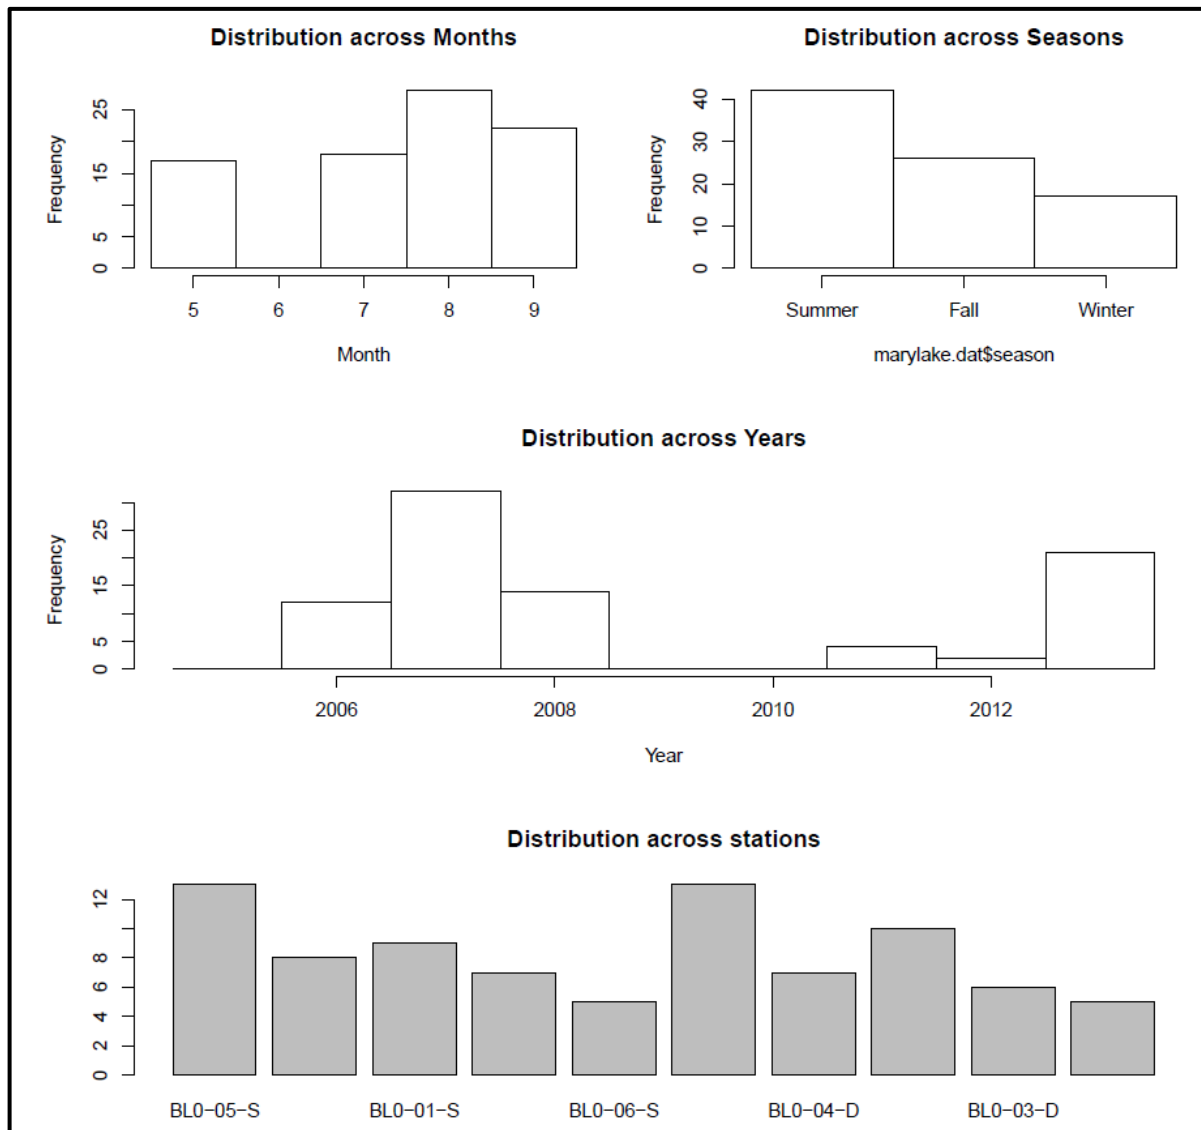 Distribution across Months
Distribution across Seasons
Frequency
0
5
15
25
5
6
7
8
9
Month
Frequency
0
10
20
30
40
Summer
Fall
Winter
marylake.dat$season
Distribution across Years
Frequency
0
5
15
25
2006
2008
2010
2012
Year
Distribution across stations
0
2
4
6
8
12
BL0−05−S
BL0−01−S
BL0−06−S
BL0−04−D
BL0−03−D